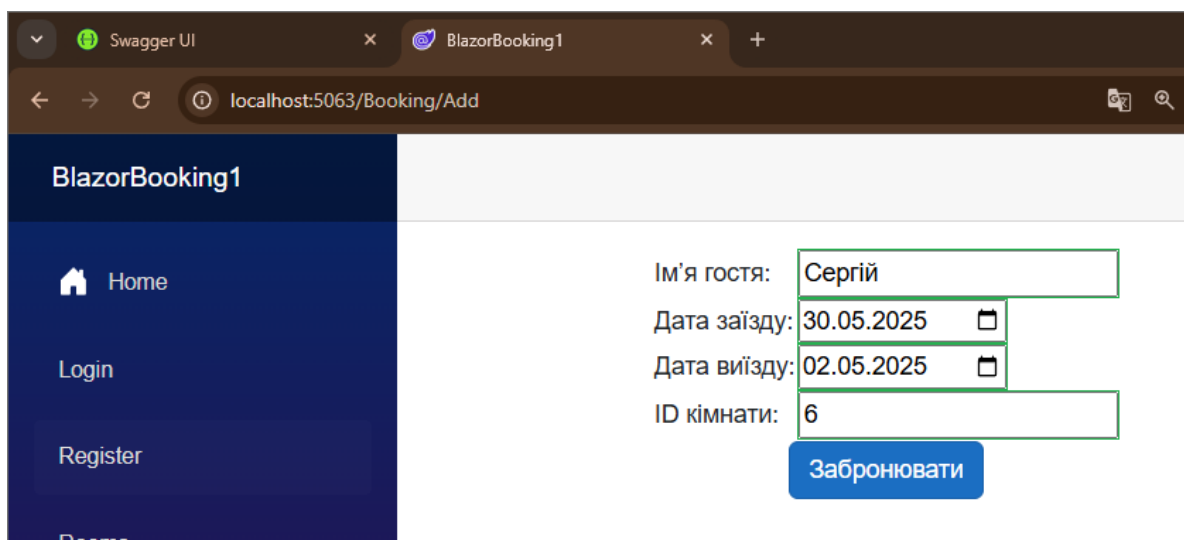 Swagger UI
BlazorBooking1
localhost:5063/Booking/Add
BlazorBooking1
Home
Login
Register
Ім’я гостя: Сергій
Дата заїзду: 30.05.2025
Дата виїзду: 02.05.2025
ID кімнати: 6
Забронювати